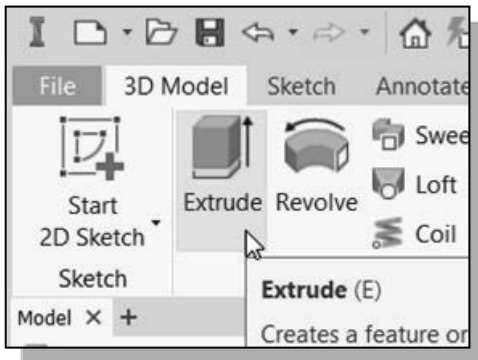 File 3D Model Sketch Annotate
Start
2D Sketch
Extrude Revolve
Swee
Loft
Coil
Sketch
Model × +
Extrude (E)
Creates a feature or